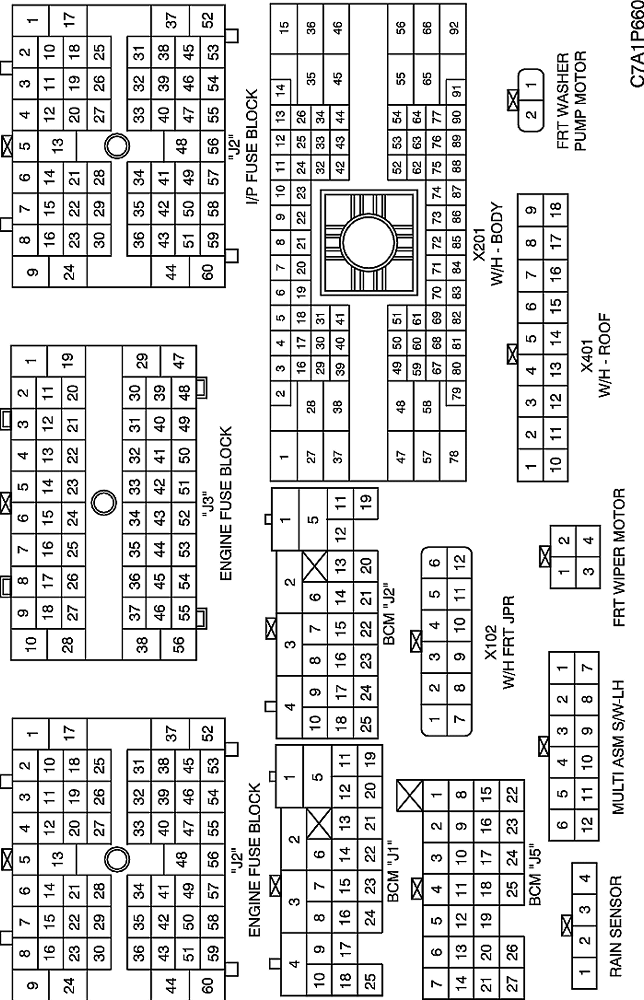 9 8 7 6 5 4 3 2 1
24 16 15 14 13 12 11 10 17
23 22 21 20 19 18
30 29 28 27 26 25
36 35 34 33 32 31
43 42 41 40 39 38
44 51 50 49 48 47 46 45 37
60 59 58 57 56 55 54 53 52
"J2"
ENGINE FUSE BLOCK
10 9 8 7 6 5 4 3 2 1
28 18 17 16 15 14 13 12 11 19
27 26 25 24 23 22 21 20
38 37 36 35 34 33 32 31 30 29
46 45 44 43 42 41 40 39
56 55 54 53 52 51 50 49 48 47
"J3"
ENGINE FUSE BLOCK
9 8 7 6 5 4 3 2 1
24 16 15 14 13 12 11 10 17
23 22 21 20 19 18
30 29 28 27 26 25
36 35 34 33 32 31
43 42 41 40 39 38
44 51 50 49 48 47 46 45 37
60 59 58 57 56 55 54 53 52
"J2"
I/P FUSE BLOCK
4 3 2 1
10 9 8 7 6 5
18 17 16 15 14 13 12 11
25 24 23 22 21 20 19
BCM "J1"
4 3 2 1
10 9 8 7 6 5
18 17 16 15 14 13 12 11
25 24 23 22 21 20 19
BCM "J2"
1 2 3 4 5 6 7 8 9 10 11 12 13 14 15
27 28 16 17 18 19 20 21 22 23 24 25 26 35 36
37 38 29 30 31 32 33 34 45 46
39 40 41 42 43 44
47 48 49 50 51 52 53 54 55 56
57 58 59 60 61 62 63 64 65 66
67 68 69 70 71 72 73 74 75 76 77
78 79 80 81 82 83 84 85 86 87 88 89 90 91 92
X201
W/H - BODY
7 6 5 4 3 2 1
14 13 12 11 10 9 8
21 20 19 18 17 16 15
27 26 25 24 23 22
BCM "J5"
1 2 3 4 5 6
7 8 9 10 11 12
X102
W/H FRT JPR
1 2 3 4
RAIN SENSOR
6 5 4 3 2 1
12 11 10 9 8 7
MULTI ASM S/W-LH
1 2
3 4
FRT WIPER MOTOR
1 2 3 4 5 6 7 8 9
10 11 12 13 14 15 16 17 18
X401
W/H - ROOF
2 1
FRT WASHER
PUMP MOTOR
C7A1P660